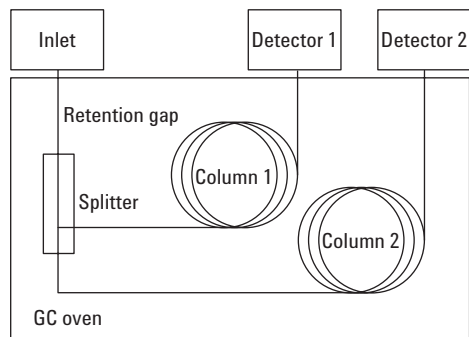 Inlet
Detector 1
Detector 2
Retention gap
Column 1
Splitter
Column 2
GC oven